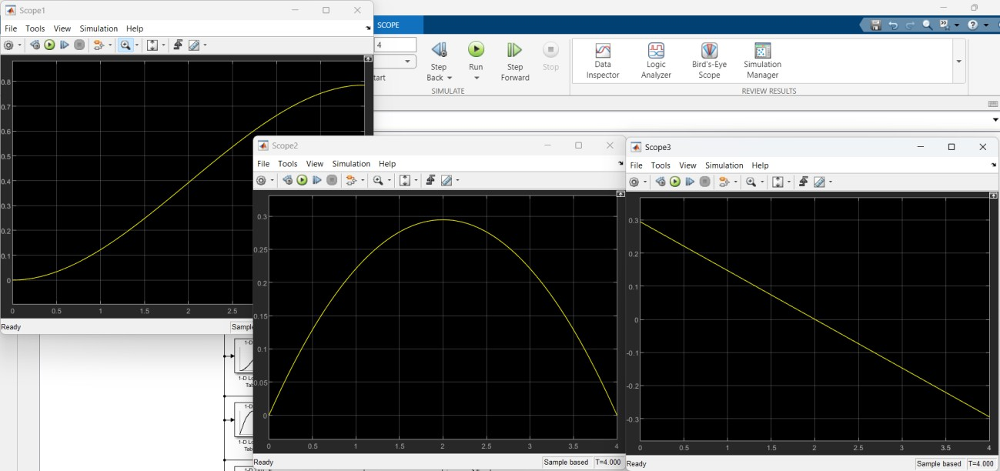 Scope1
File Tools View Simulation Help
0.8
0.7
0.6
0.5
0.4
0.3
0.2
0.1
0
0 0.5 1 1.5 2 2.5
Ready
Sampl
SCOPE
4
tart
Step Back
Run
Step Forward
Stop
SIMULATE
Data Inspector
Logic Analyzer
Bird's-Eye Scope
Simulation Manager
REVIEW RESULTS
1-D
1-D Lo
Tab
1-D
1-D Lo
Tab
1-D
Scope2
File Tools View Simulation Help
0.3
0.25
0.2
0.15
0.1
0.05
0
0 0.5 1 1.5 2 2.5 3 3.5 4
Ready
Sample based T=4.000
Scope3
File Tools View Simulation Help
0.3
0.2
0.1
0
-0.1
-0.2
-0.3
0 0.5 1 1.5 2 2.5 3 3.5 4
Ready
Sample based T=4.000